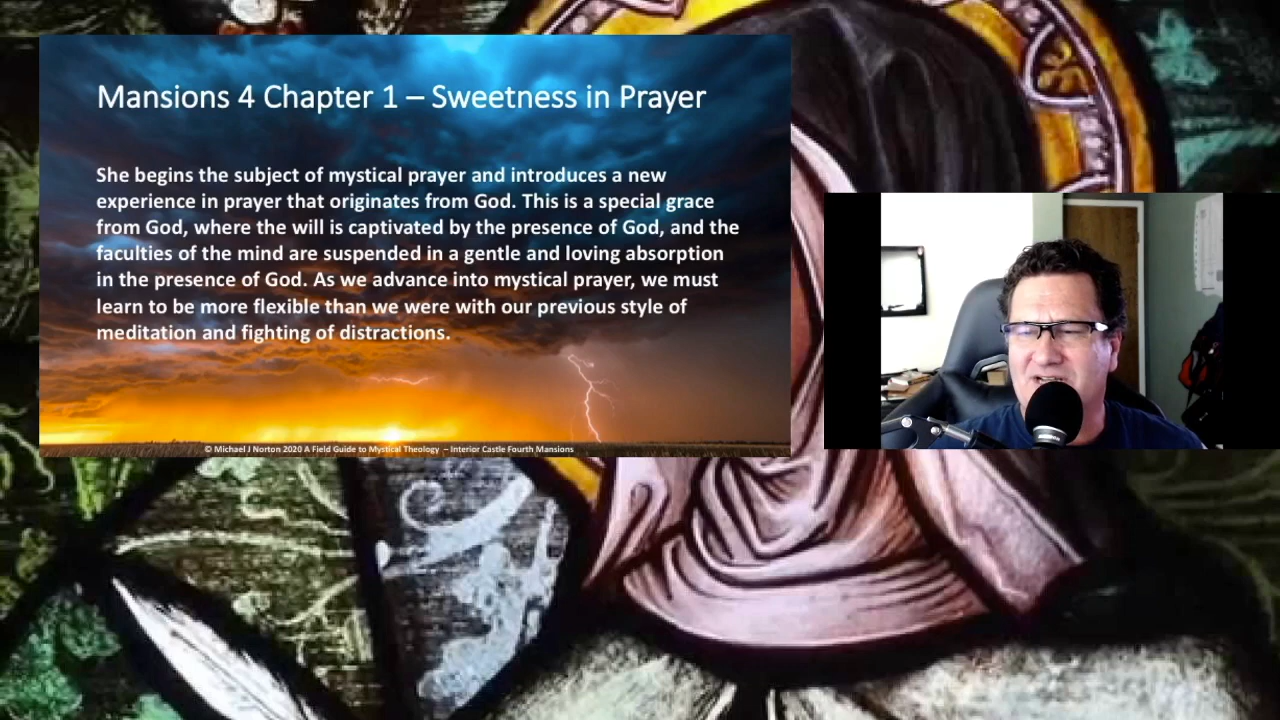 Mansions 4 Chapter 1 – Sweetness in Prayer
She begins the subject of mystical prayer and introduces a new
experience in prayer that originates from God. This is a special grace
from God, where the will is captivated by the presence of God, and the
faculties of the mind are suspended in a gentle and loving absorption
in the presence of God. As we advance into mystical prayer, we must
learn to be more flexible than we were with our previous style of
meditation and fighting of distractions.
© Michael J Norton 2020 A Field Guide to Mystical Theology – Interior Castle Fourth Mansions